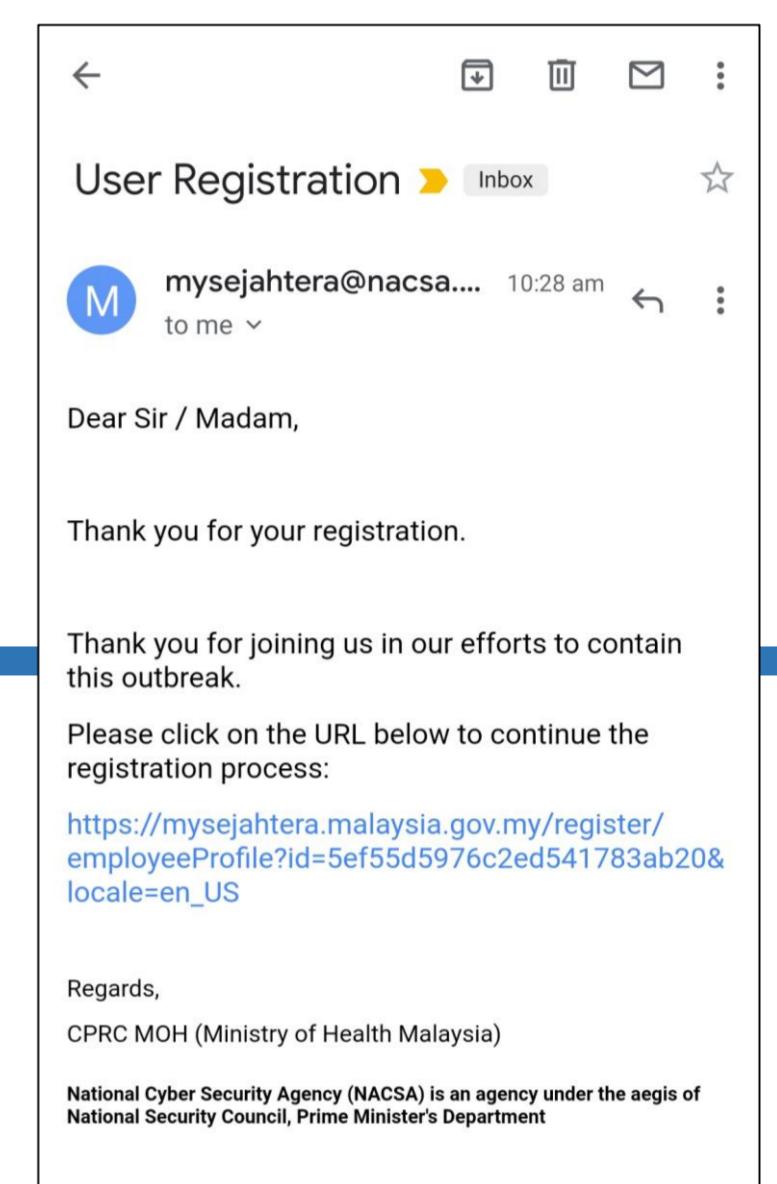 User Registration Inbox
M
mysejahtera@nacsa.... 10:28 am
to me
Dear Sir / Madam,
Thank you for your registration.
Thank you for joining us in our efforts to contain
this outbreak.
Please click on the URL below to continue the
registration process:
https://mysejahtera.malaysia.gov.my/register/
employeeProfile?id=5ef55d5976c2ed541783ab20&
locale=en_US
Regards,
CPRC MOH (Ministry of Health Malaysia)
National Cyber Security Agency (NACSA) is an agency under the aegis of
National Security Council, Prime Minister's Department